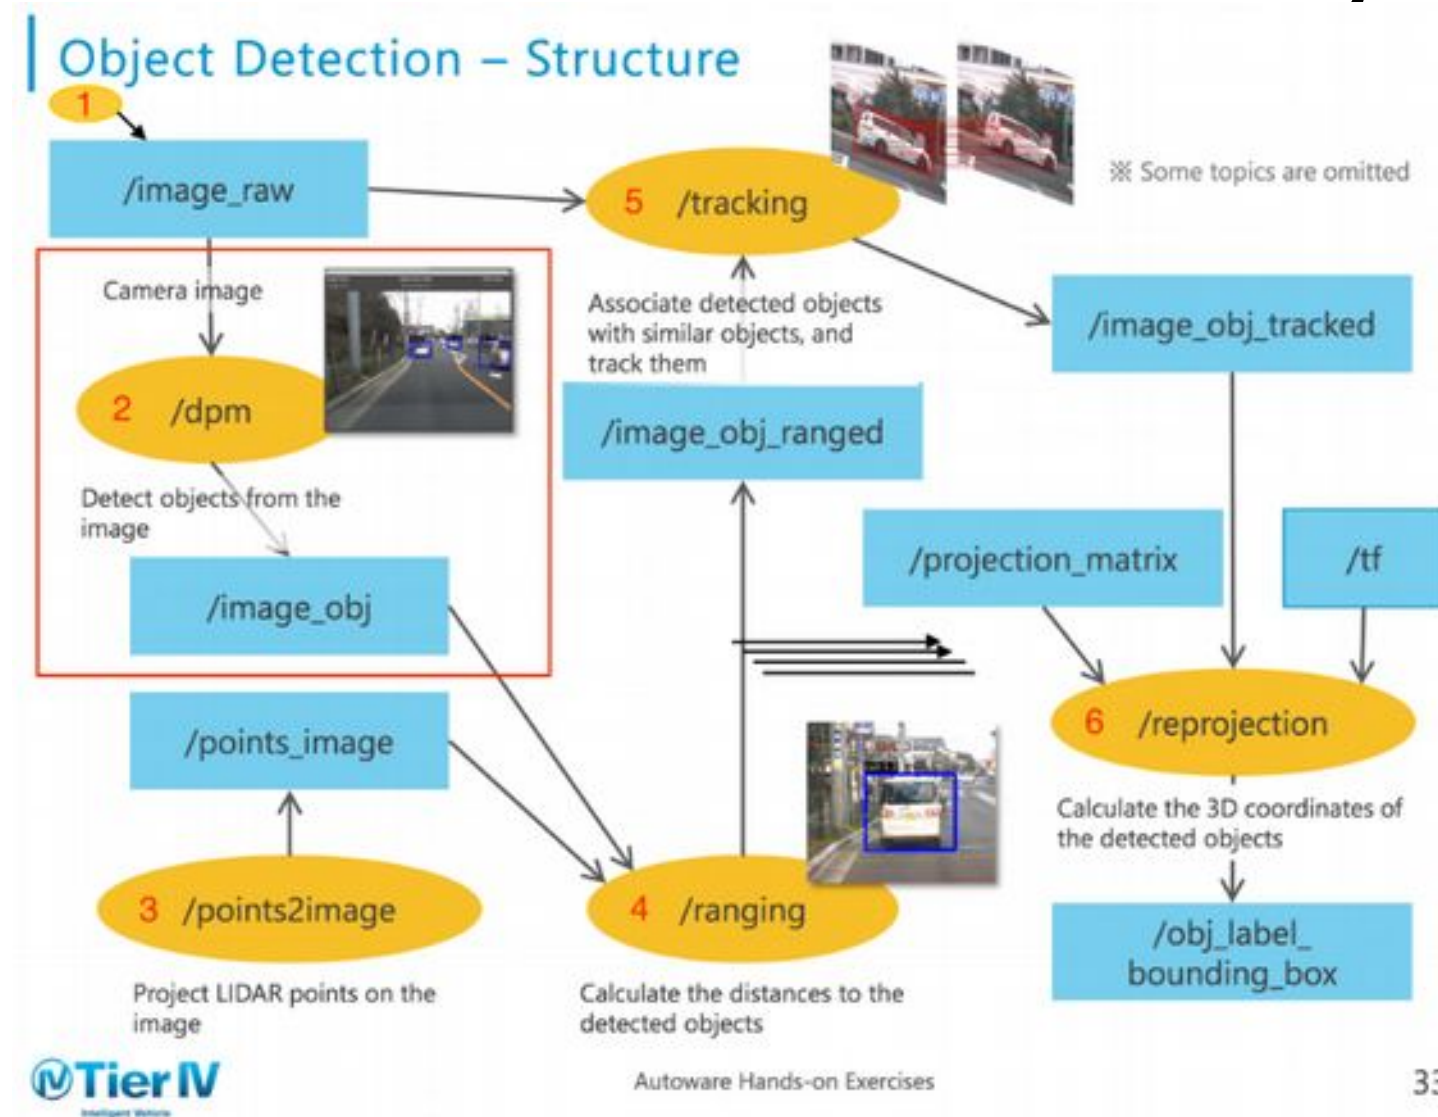 Object Detection – Structure
1
/image_raw
5 /tracking
※ Some topics are omitted
Camera image
Associate detected objects
with similar objects, and
track them
/image_obj_tracked
2 /dpm
/image_obj_ranged
Detect objects from the
image
/projection_matrix
/tf
/image_obj
/points_image
6 /reprojection
Calculate the 3D coordinates of
the detected objects
3 /points2image
4 /ranging
/obj_label_
bounding_box
Project LIDAR points on the
image
Calculate the distances to the
detected objects
Tier IV
Intelligent Vehicle
Autoware Hands-on Exercises
33